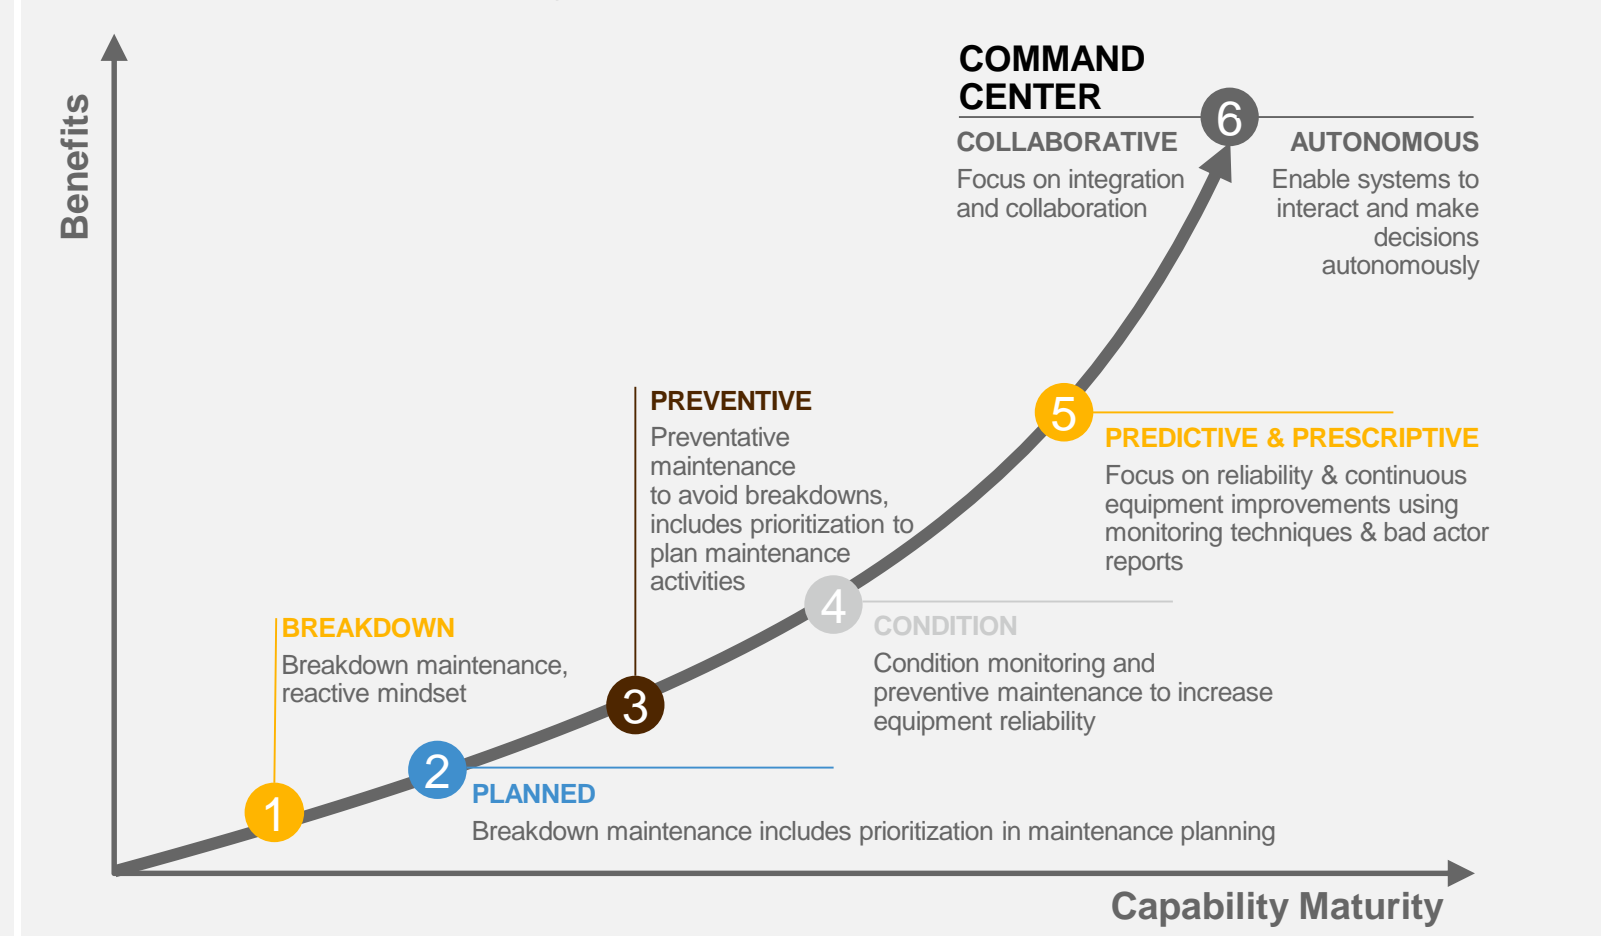 COMMAND
CENTER
6
COLLABORATIVE
Focus on integration
and collaboration
AUTONOMOUS
Enable systems to
interact and make
decisions
autonomously
Benefits
PREVENTIVE
Preventative
maintenance
to avoid breakdowns,
includes prioritization to
plan maintenance
activities
5
PREDICTIVE & PRESCRIPTIVE
Focus on reliability & continuous
equipment improvements using
monitoring techniques & bad actor
reports
4
CONDITION
Condition monitoring and
preventive maintenance to increase
equipment reliability
BREAKDOWN
Breakdown maintenance,
reactive mindset
3
2
PLANNED
Breakdown maintenance includes prioritization in maintenance planning
1
Capability Maturity